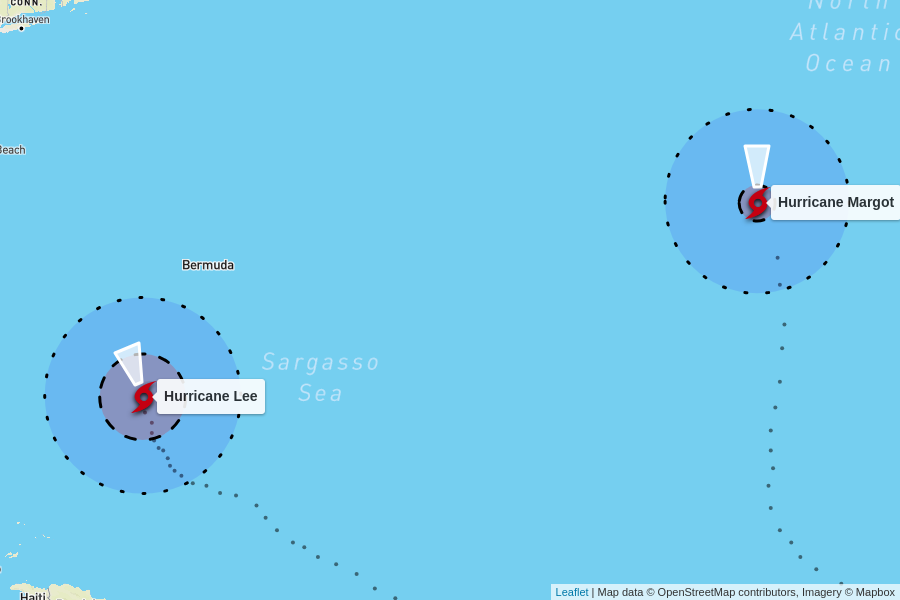 CONN.
Brookhaven
North
Atlantic
Ocean
Beach
Hurricane Margot
Bermuda
Sargasso
Sea
Hurricane Lee
Haiti
Leaflet | Map data © OpenStreetMap contributors, Imagery © Mapbox